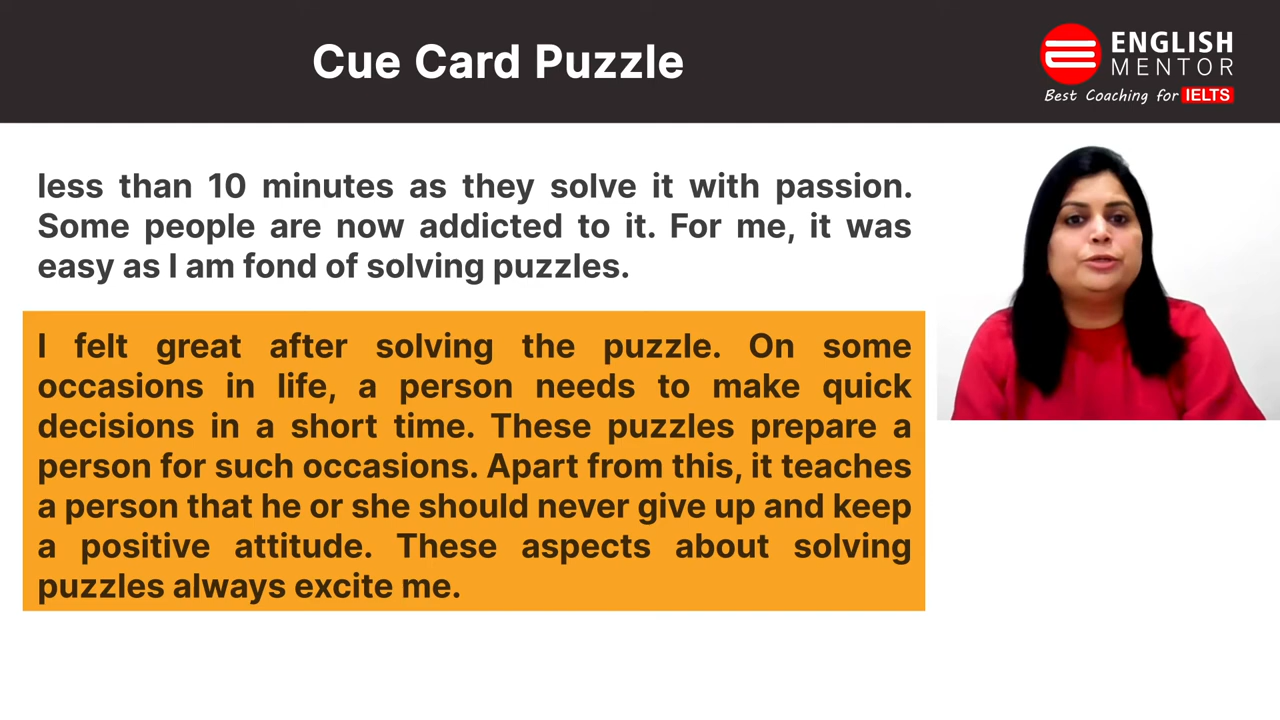 Cue Card Puzzle
ENGLISH
MENTOR
Best Coaching for IELTS
less than 10 minutes as they solve it with passion.
Some people are now addicted to it. For me, it was
easy as I am fond of solving puzzles.
I felt great after solving the puzzle. On some
occasions in life, a person needs to make quick
decisions in a short time. These puzzles prepare a
person for such occasions. Apart from this, it teaches
a person that he or she should never give up and keep
a positive attitude. These aspects about solving
puzzles always excite me.